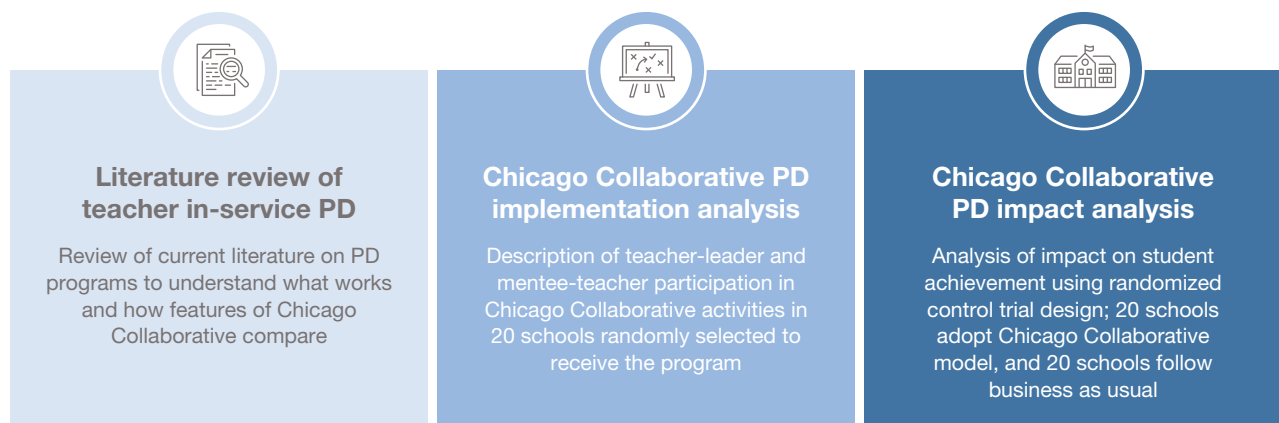 Literature review of
teacher in-service PD
Review of current literature on PD
programs to understand what works
and how features of Chicago
Collaborative compare
Chicago Collaborative PD
implementation analysis
Description of teacher-leader and
mentee-teacher participation in
Chicago Collaborative activities in
20 schools randomly selected to
receive the program
Chicago Collaborative
PD impact analysis
Analysis of impact on student
achievement using randomized
control trial design; 20 schools
adopt Chicago Collaborative
model, and 20 schools follow
business as usual